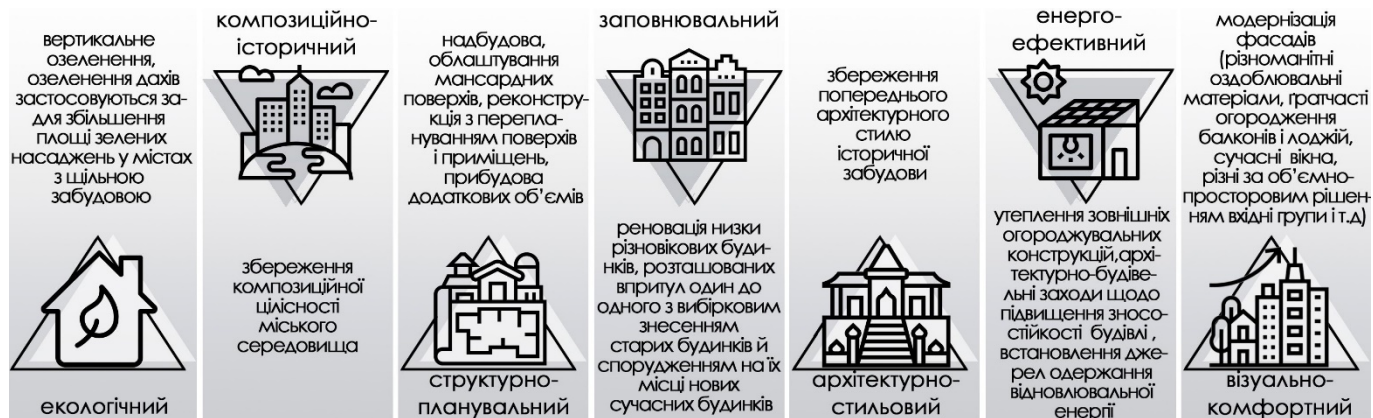 вертикальне
озеленення,
озеленення дахів
застосовуються за-
для збільшення
площі зелених
насаджень у містах
з щільною
забудовою
екологічний
композиційно-
історичний
збереження
композиційної
цілісності
міського
середовища
надбудова,
облаштування
мансардних
поверхів, реконстру-
кція з перепла-
нуванням поверхів
і приміщень,
прибудова
додаткових об’ємів
структурно-
планувальний
заповнювальний
реновація низки
різновікових буди-
нків, розташованих
впритул один до
одного з вибірковим
знесенням
старих будинків й
спорудженням на їх
місці нових
сучасних будинків
збереження
попереднього
архітектурного
стилю
історичної
забудови
архітектурно-
стильовий
енерго-
ефективний
утеплення зовнішніх
огороджувальних
конструкцій,архі-
тектурно-будіве-
льні заходи щодо
підвищення зносо-
стійкості будівлі ,
встановлення дже-
рел одержання
відновлювальної
енергії
модернізація
фасадів
(різноманітні
оздоблювальні
матеріали, ґратчасті
огородження
балконів і лоджій,
сучасні вікна,
різні за об’ємно-
просторовим рішен-
ням вхідні групи і т.д)
візуально-
комфортний